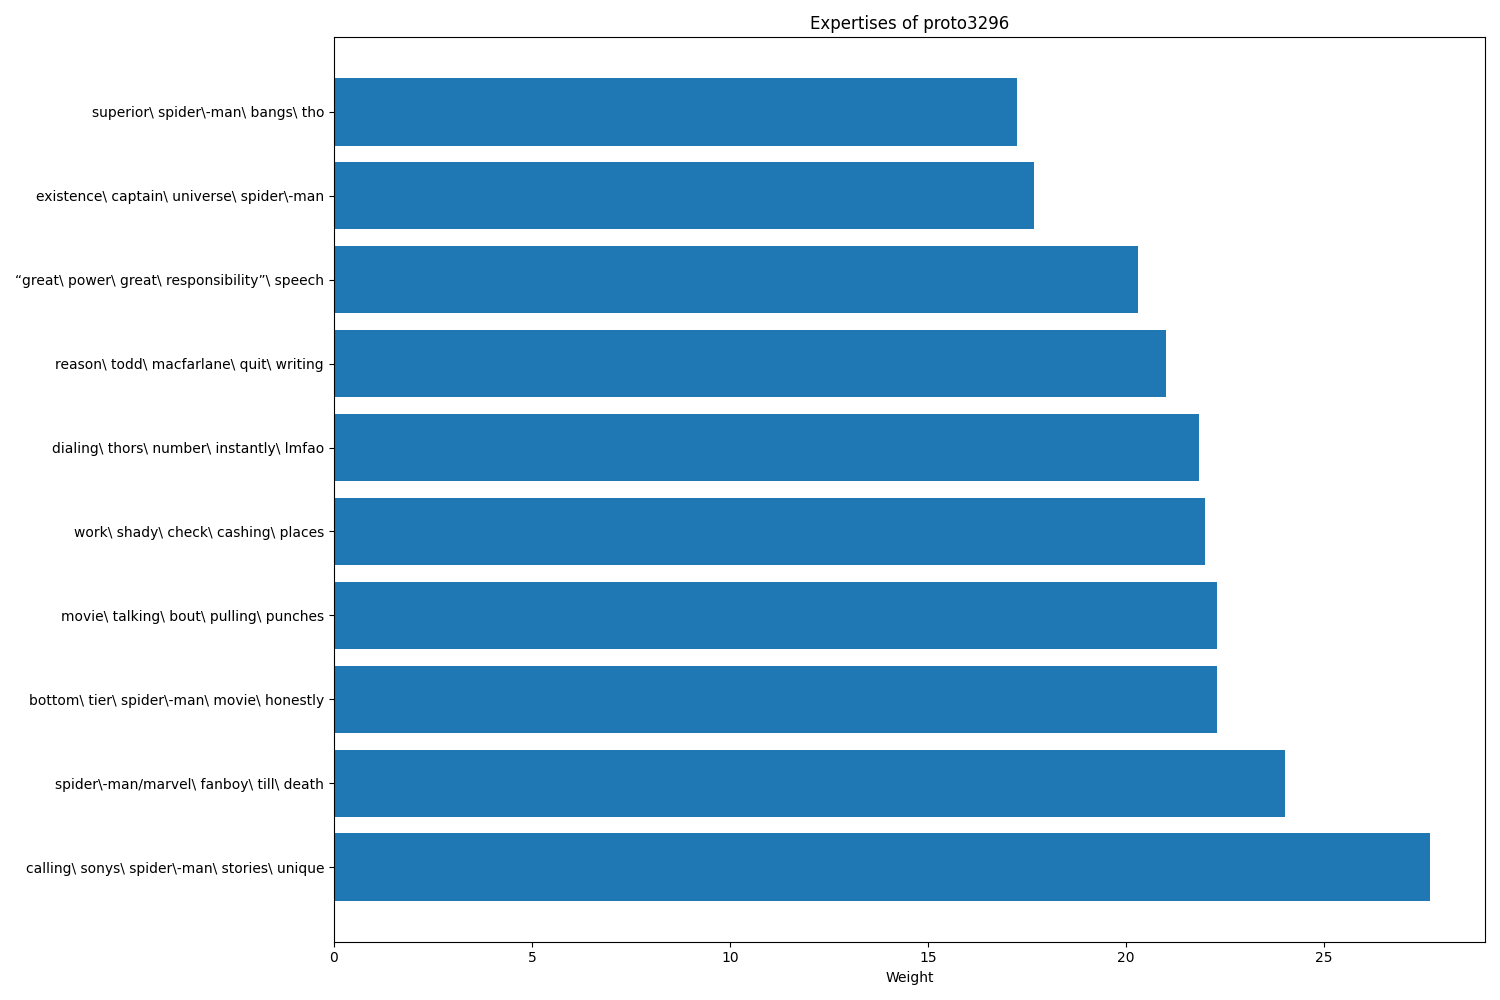 Expertises of proto3296
superior\ spider\-man\ bangs\ tho
existence\ captain\ universe\ spider\-man
“great\ power\ great\ responsibility”\ speech
reason\ todd\ macfarlane\ quit\ writing
dialing\ thors\ number\ instantly\ lmfao
work\ shady\ check\ cashing\ places
movie\ talking\ bout\ pulling\ punches
bottom\ tier\ spider\-man\ movie\ honestly
spider\-man/marvel\ fanboy\ till\ death
calling\ sonys\ spider\-man\ stories\ unique
0 5 10 15 20 25
Weight